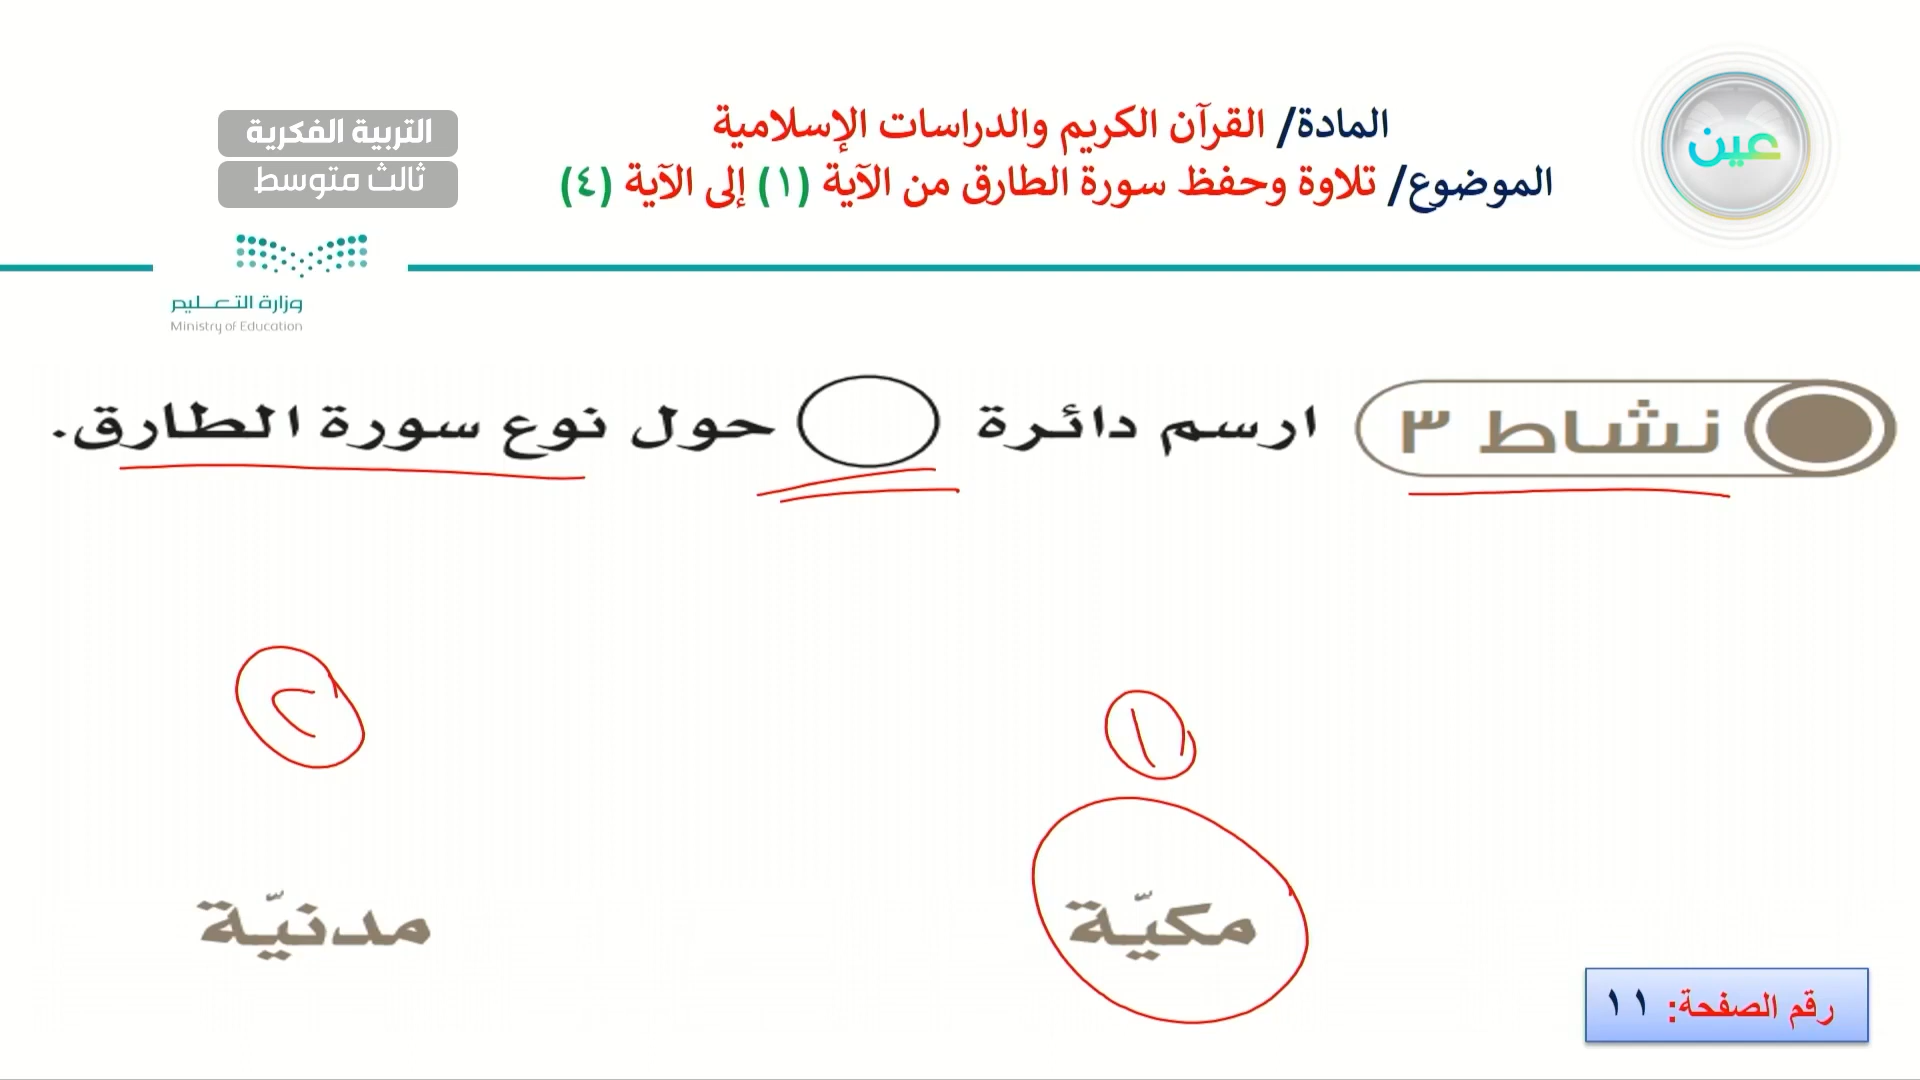 عين
المادة/ القرآن الكريم والدراسات الإسلامية
الموضوع/ تلاوة وحفظ سورة الطارق من الآية (١) إلى الآية (٤)
التربية الفكرية
ثالث متوسط
وزارة التعليم
Ministry of Education
نشاط ٣ ارسم دائرة حول نوع سورة الطارق.
١ ٢
مكيّة مدنيّة
رقم الصفحة: ١١